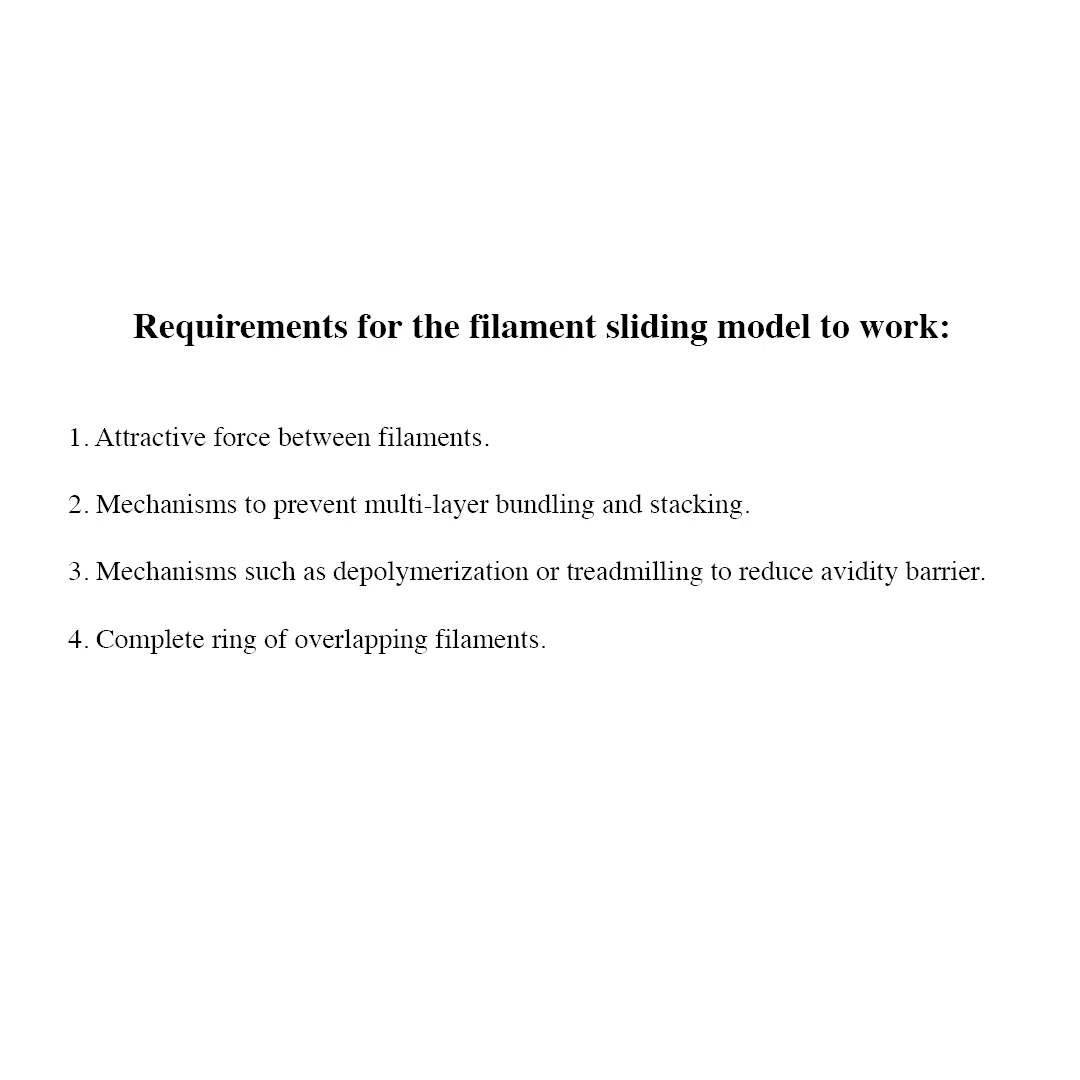 Requirements for the filament sliding model to work:
1. Attractive force between filaments.
2. Mechanisms to prevent multi-layer bundling and stacking.
3. Mechanisms such as depolymerization or treadmilling to reduce avidity barrier.
4. Complete ring of overlapping filaments.